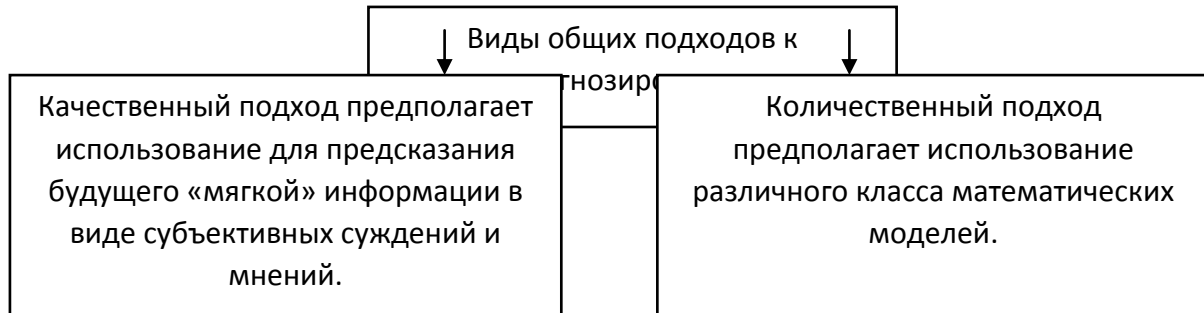 Виды общих подходов к
гнозиро
Качественный подход предполагает
использование для предсказания
будущего «мягкой» информации в
виде субъективных суждений и
мнений.
Количественный подход
предполагает использование
различного класса математических
моделей.